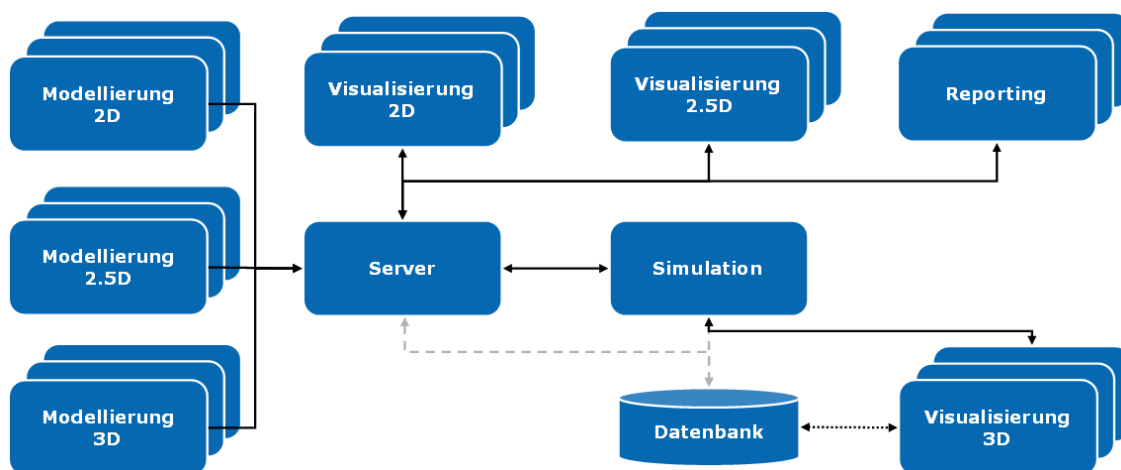 Modellierung
2D
Visualisierung
2D
Visualisierung
2.5D
Reporting
Modellierung
2.5D
Server
Simulation
Modellierung
3D
Datenbank
Visualisierung
3D